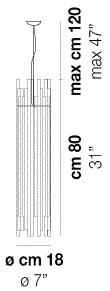 max cm 120
max 47"
cm 80
31"
ø cm 18
ø 7"